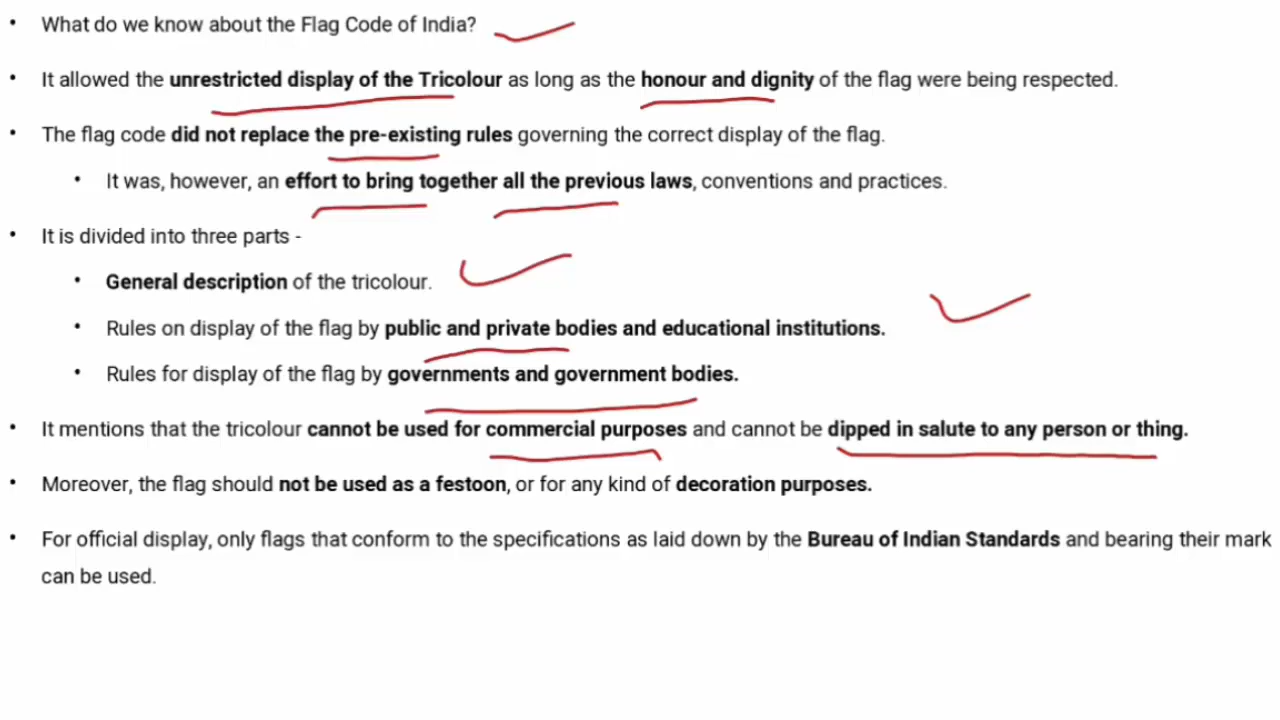 • What do we know about the Flag Code of India?
• It allowed the unrestricted display of the Tricolour as long as the honour and dignity of the flag were being respected.
• The flag code did not replace the pre-existing rules governing the correct display of the flag.
• It was, however, an effort to bring together all the previous laws, conventions and practices.
• It is divided into three parts -
• General description of the tricolour.
• Rules on display of the flag by public and private bodies and educational institutions.
• Rules for display of the flag by governments and government bodies.
• It mentions that the tricolour cannot be used for commercial purposes and cannot be dipped in salute to any person or thing.
• Moreover, the flag should not be used as a festoon, or for any kind of decoration purposes.
• For official display, only flags that conform to the specifications as laid down by the Bureau of Indian Standards and bearing their mark
can be used.